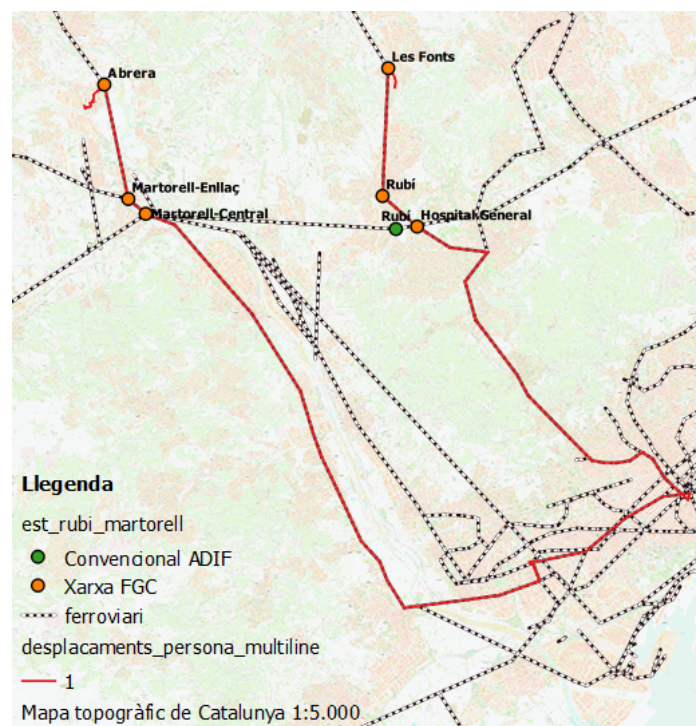 Abrera
Les Fonts
Martorell-Enllaç
Martorell-Central
Rubí
Rubí
Hospital General
Llegenda
est_rubi_martorell
Convencional ADIF
Xarxa FGC
ferroviari
desplacaments_persona_multiline
1
Mapa topogràfic de Catalunya 1:5.000